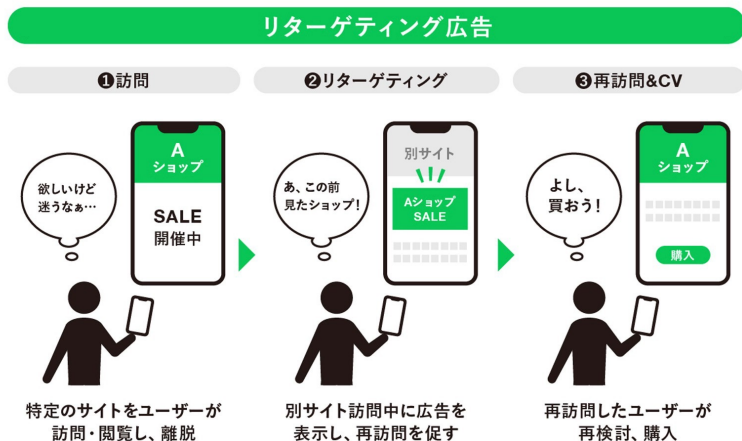 リターゲティング広告
❶訪問
欲しいけど
迷うなぁ…
A
ショップ
SALE
開催中
特定のサイトをユーザーが
訪問・閲覧し、離脱
❷リターゲティング
あ、この前
見たショップ！
別サイト
Aショップ
SALE
別サイト訪問中に広告を
表示し、再訪問を促す
❸再訪問&CV
よし、
買おう！
A
ショップ
購入
再訪問したユーザーが
再検討、購入